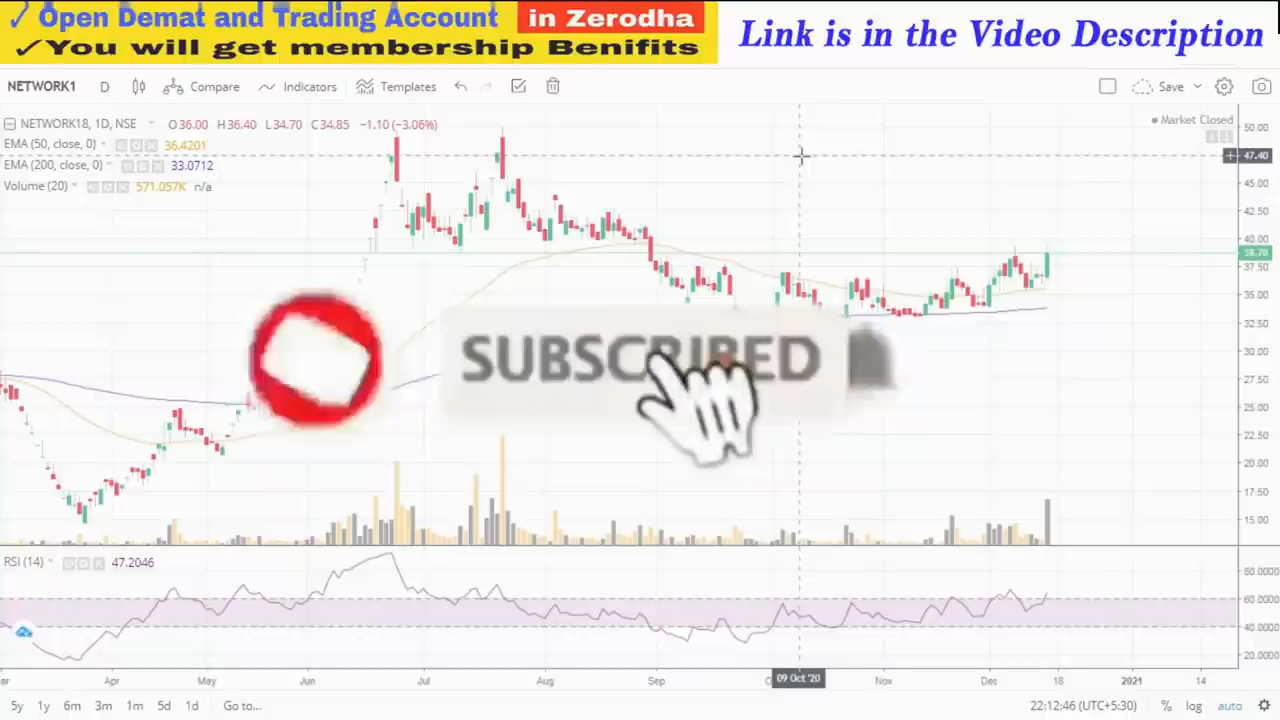 ✓ Open Demat and Trading Account in Zerodha
✓You will get membership Benifits
Link is in the Video Description
NETWORK1 D Compare Indicators Templates Save
NETWORK18, 1D, NSE O36.00 H36.40 L34.70 C34.85 −1.10 (−3.06%)
Market Closed
EMA (50, close, 0) 36.4201
EMA (200, close, 0) 33.0712
Volume (20) 571.057K n/a
50.00
47.40
45.00
42.50
40.00
38.70
37.50
35.00
32.50
30.00
27.50
25.00
22.50
20.00
17.50
15.00
SUBSCRIBED
RSI (14) 47.2046
80.0000
60.0000
40.0000
20.0000
Apr May Jun Jul Aug Sep 09 Oct '20 Nov Dec 18 2021 14
5y 1y 6m 3m 1m 5d 1d Go to... 22:12:46 (UTC+5:30) % log auto